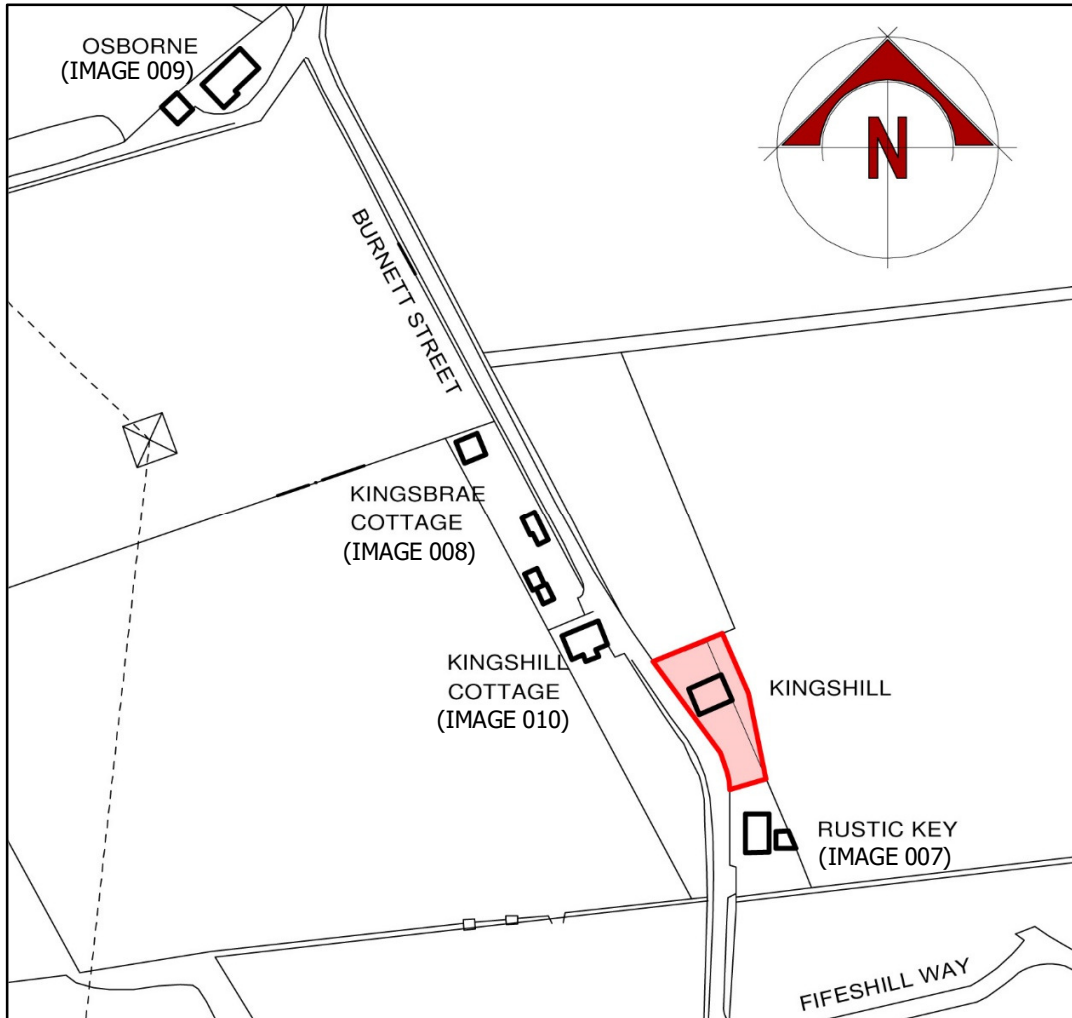 OSBORNE
(IMAGE 009)
N
BURNETT STREET
KINGSBRAE
COTTAGE
(IMAGE 008)
KINGSHILL
COTTAGE
(IMAGE 010)
KINGSHILL
RUSTIC KEY
(IMAGE 007)
FIFESHILL WAY